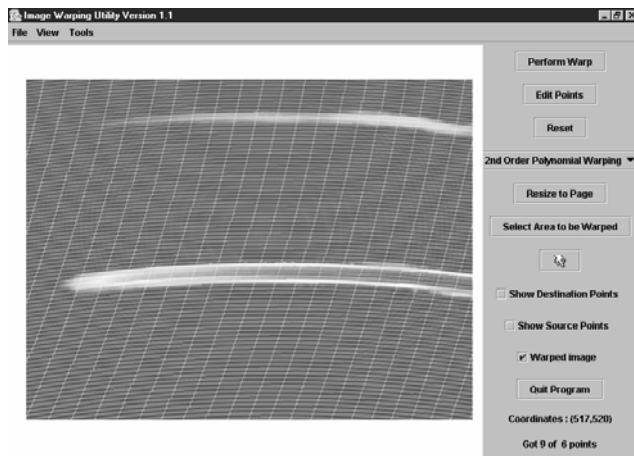 Image Warping Utility Version 1.1
File View Tools
Perform Warp
Edit Points
Reset
2nd Order Polynomial Warping
Resize to Page
Select Area to be Warped
Show Destination Points
Show Source Points
Warped image
Quit Program
Coordinates : (517,520)
Got 9 of 6 points